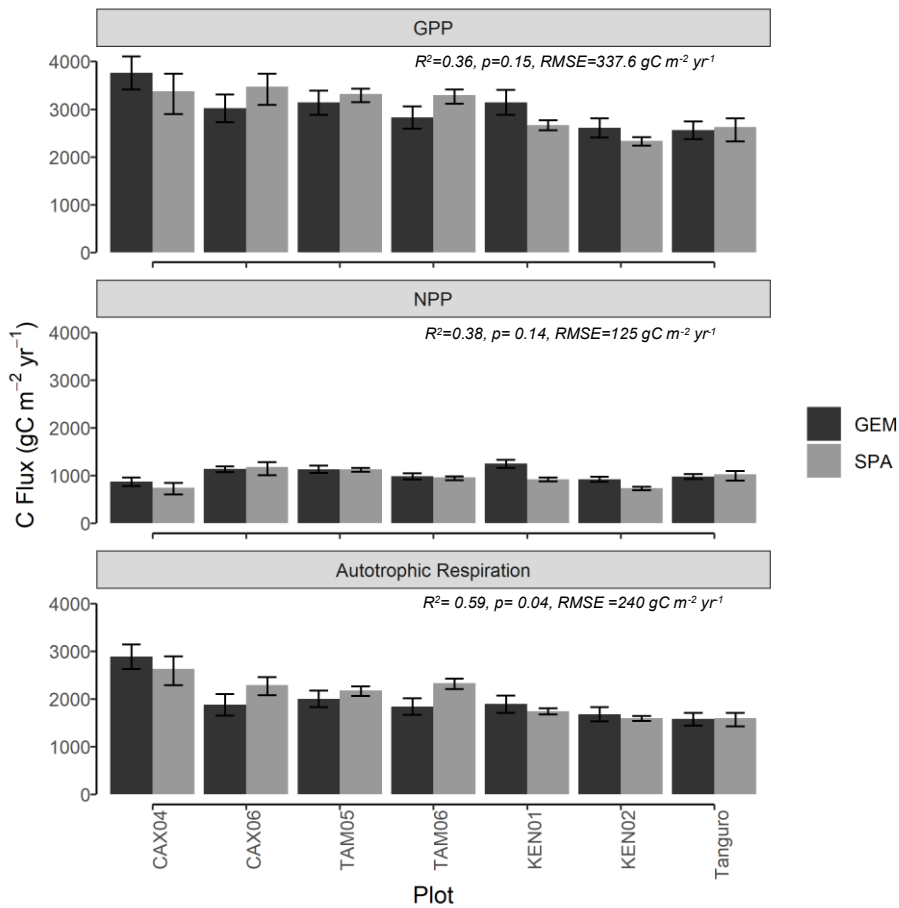 GPP
R²=0.36, p=0.15, RMSE=337.6 gC m⁻² yr⁻¹
4000
3000
2000
1000
0
NPP
R²=0.38, p= 0.14, RMSE=125 gC m⁻² yr⁻¹
4000
3000
2000
1000
0
C Flux (gC m⁻² yr⁻¹)
GEM
SPA
Autotrophic Respiration
R²= 0.59, p= 0.04, RMSE =240 gC m⁻² yr⁻¹
4000
3000
2000
1000
0
CAX04
CAX06
TAM05
TAM06
KEN01
KEN02
Tanguro
Plot